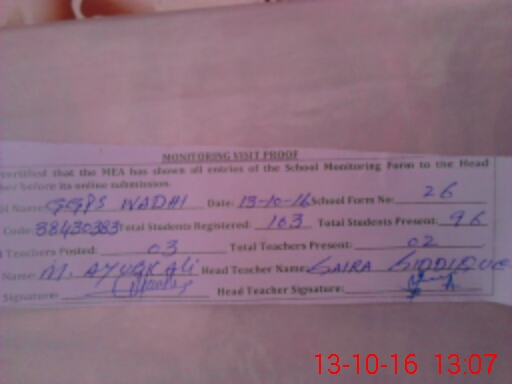 MONITORING VISIT PROOF
certified that the MEA has shown all entries of the School Monitoring Form to the Head
before its online submission.
Name: GGPS WADHI Date: 13-10-16 School Form No: 26
Code: 38430383 Total Students Registered: 103 Total Students Present: 96
Teachers Posted: 03 Total Teachers Present: 02
Name: M. AYUB ALi Head Teacher Name: SAIRA SIDDIQUE
Signature: Head Teacher Signature:
13-10-16 13:07